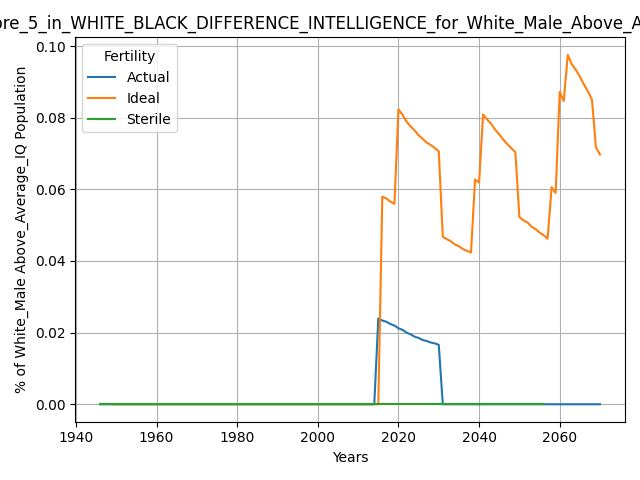 ore_5_in_WHITE_BLACK_DIFFERENCE_INTELLIGENCE_for_White_Male_Above_A
Fertility
Actual
Ideal
Sterile
% of White_Male Above_Average_IQ Population
0.10
0.08
0.06
0.04
0.02
0.00
1940 1960 1980 2000 2020 2040 2060
Years